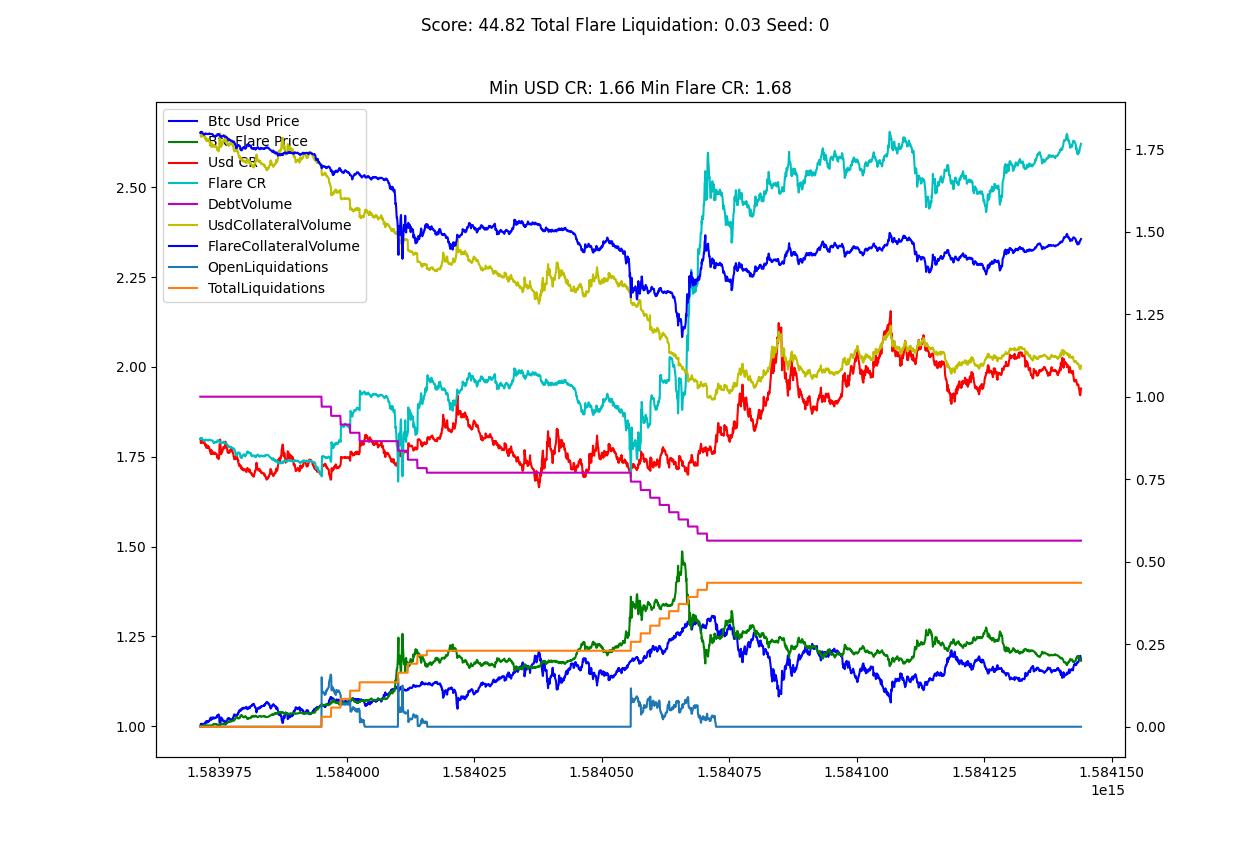 Score: 44.82 Total Flare Liquidation: 0.03 Seed: 0
Min USD CR: 1.66 Min Flare CR: 1.68
Btc Usd Price
Btc Flare Price
Usd CR
Flare CR
DebtVolume
UsdCollateralVolume
FlareCollateralVolume
OpenLiquidations
TotalLiquidations
2.50
2.25
2.00
1.75
1.50
1.25
1.00
1.75
1.50
1.25
1.00
0.75
0.50
0.25
0.00
1.583975 1.584000 1.584025 1.584050 1.584075 1.584100 1.584125 1.584150
1e15